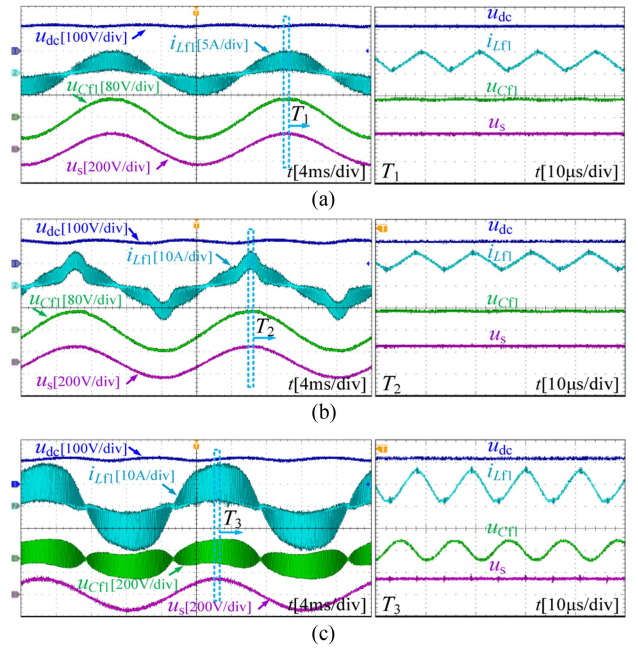 u_dc[100V/div]
i_Lf1[5A/div]
u_Cf1[80V/div]
T_1
u_s[200V/div]
t[4ms/div]
u_dc
i_Lf1
u_Cf1
u_s
T_1
t[10μs/div]
(a)
u_dc[100V/div]
i_Lf1[10A/div]
u_Cf1[80V/div]
T_2
u_s[200V/div]
t[4ms/div]
u_dc
i_Lf1
u_Cf1
u_s
T_2
t[10μs/div]
(b)
u_dc[100V/div]
i_Lf1[10A/div]
T_3
u_Cf1[200V/div]
u_s[200V/div]
t[4ms/div]
u_dc
i_Lf1
u_Cf1
u_s
T_3
t[10μs/div]
(c)